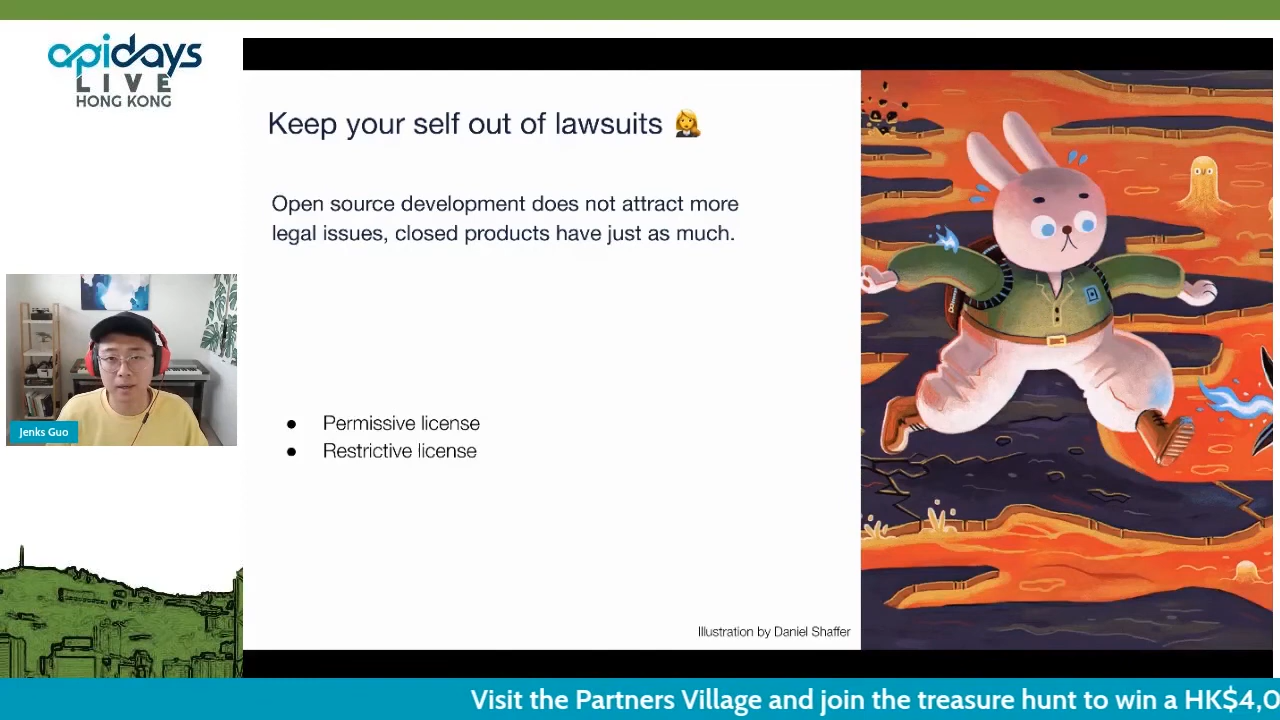 apidays
LIVE
HONG KONG
Keep your self out of lawsuits
Open source development does not attract more
legal issues, closed products have just as much.
Permissive license
Restrictive license
Illustration by Daniel Shaffer
Jenks Guo
Visit the Partners Village and join the treasure hunt to win a HK$4,0